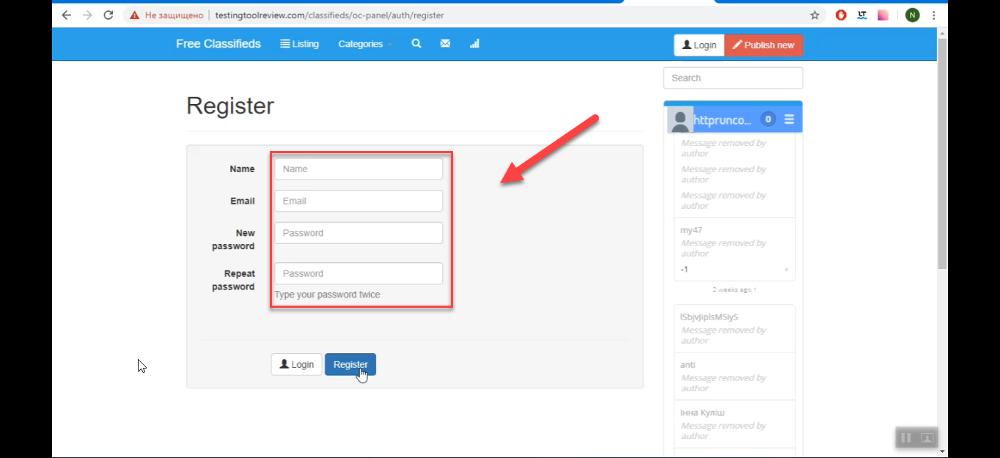 Не защищено testingtoolreview.com/classifieds/oc-panel/auth/register
LT
N
Free Classifieds Listing Categories Login Publish new
Search
Register
httprunco... 0
Message removed by
author
Message removed by
author
Message removed by
author
Name Name
Email Email
New
password
Password
Repeat
password
Password
Type your password twice
Login Register
my47
Message removed by
author
-1
2 weeks ago ↑
lSbjvJiplsMSiyS
Message removed by
author
anti
Message removed by
author
Інна Куліш
Message removed by
author